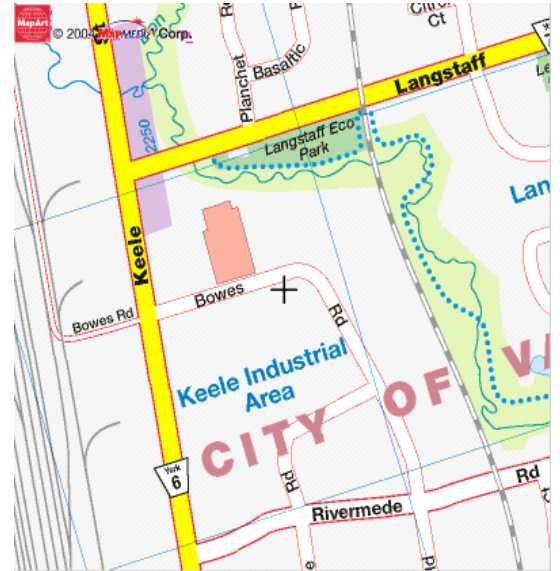 MapArt
© 2004 MapMEDIA Corp.
Ct
Rd
Planchet
Basaltic
Langstaff
Keele
2250
Langstaff Eco
Park
Lan
Bowes Rd
Bowes
Rd
Keele Industrial
Area
CITY OF VA
York
6
Rd
Rivermede
Rd